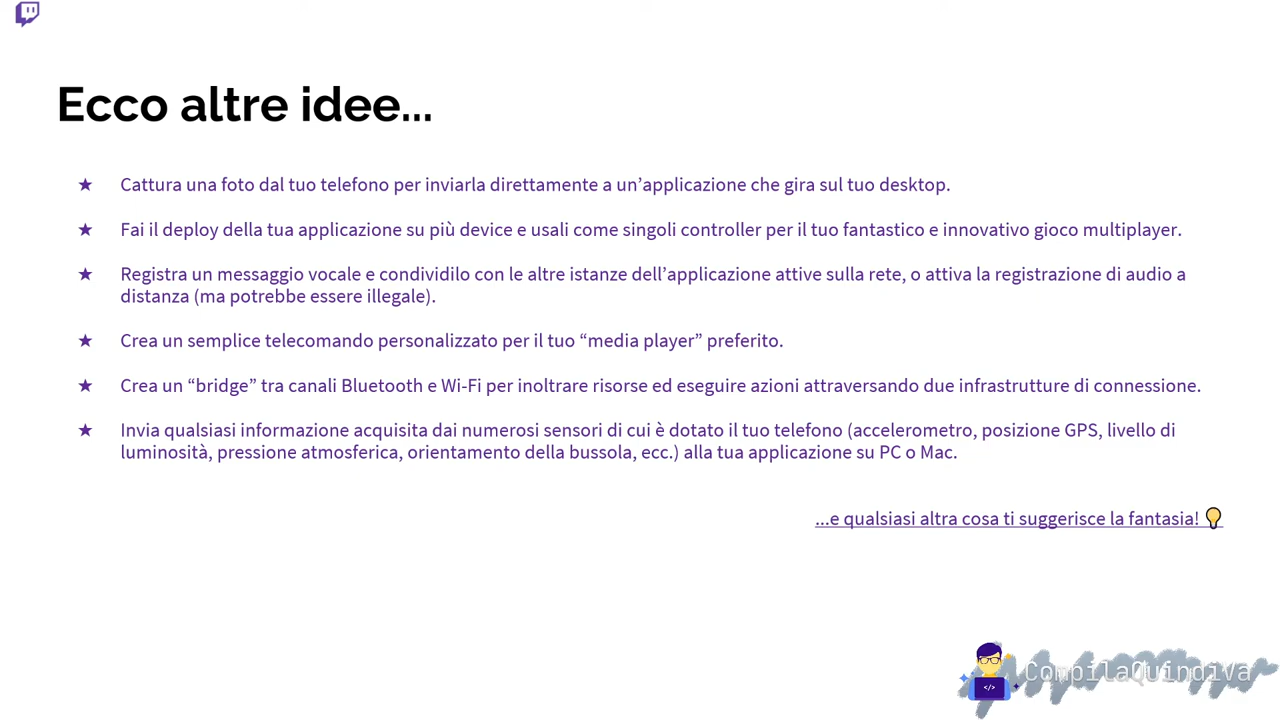 Ecco altre idee...
★ Cattura una foto dal tuo telefono per inviarla direttamente a un’applicazione che gira sul tuo desktop.
★ Fai il deploy della tua applicazione su più device e usali come singoli controller per il tuo fantastico e innovativo gioco multiplayer.
★ Registra un messaggio vocale e condividilo con le altre istanze dell’applicazione attive sulla rete, o attiva la registrazione di audio a
distanza (ma potrebbe essere illegale).
★ Crea un semplice telecomando personalizzato per il tuo “media player” preferito.
★ Crea un “bridge” tra canali Bluetooth e Wi-Fi per inoltrare risorse ed eseguire azioni attraversando due infrastrutture di connessione.
★ Invia qualsiasi informazione acquisita dai numerosi sensori di cui è dotato il tuo telefono (accelerometro, posizione GPS, livello di
luminosità, pressione atmosferica, orientamento della bussola, ecc.) alla tua applicazione su PC o Mac.
...e qualsiasi altra cosa ti suggerisce la fantasia! 💡
</> CompilaQuindiVa